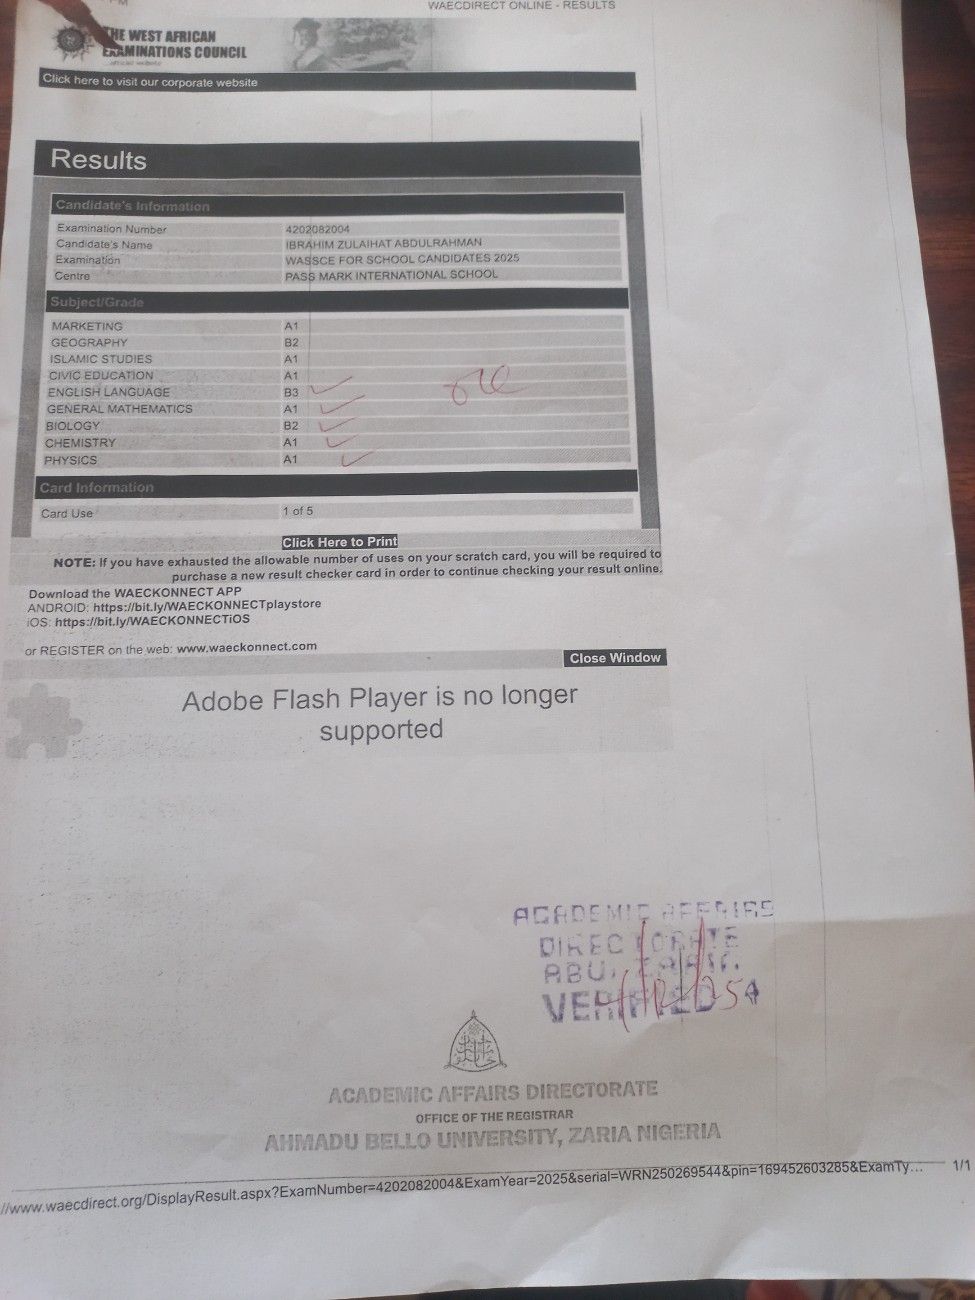 PM
WAECDIRECT ONLINE - RESULTS
THE WEST AFRICAN
EXAMINATIONS COUNCIL
Click here to visit our corporate website
Results
Candidate's Information
Examination Number 4202082004
Candidate's Name IBRAHIM ZULAIHAT ABDULRAHMAN
Examination WASSCE FOR SCHOOL CANDIDATES 2025
Centre PASS MARK INTERNATIONAL SCHOOL
Subject/Grade
MARKETING A1
GEOGRAPHY B2
ISLAMIC STUDIES A1
CIVIC EDUCATION A1
ENGLISH LANGUAGE B3
GENERAL MATHEMATICS A1
BIOLOGY B2
CHEMISTRY A1
PHYSICS A1
Card Information
Card Use 1 of 5
Click Here to Print
NOTE: If you have exhausted the allowable number of uses on your scratch card, you will be required to
purchase a new result checker card in order to continue checking your result online.
Download the WAECKONNECT APP
ANDROID: https://bit.ly/WAECKONNECTplaystore
iOS: https://bit.ly/WAECKONNECTiOS
or REGISTER on the web: www.waeckonnect.com
Close Window
Adobe Flash Player is no longer
supported
ACADEMIC AFFAIRS
DIRECTORATE
ABU, ZARIA.
VERIFIED
ACADEMIC AFFAIRS DIRECTORATE
OFFICE OF THE REGISTRAR
AHMADU BELLO UNIVERSITY, ZARIA NIGERIA
//www.waecdirect.org/DisplayResult.aspx?ExamNumber=4202082004&ExamYear=2025&serial=WRN250269544&pin=169452603285&ExamTy... 1/1